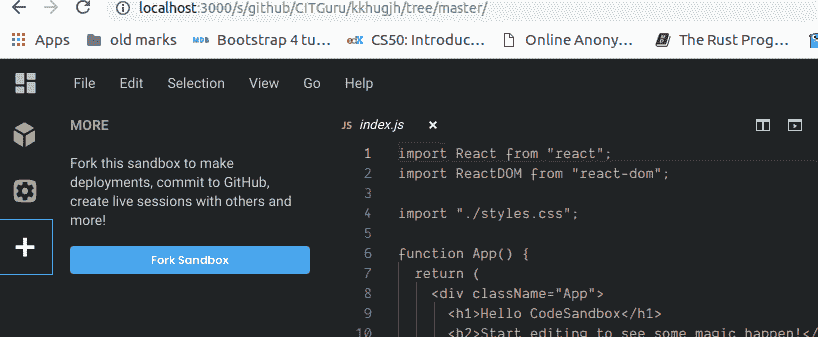 localhost:3000/s/github/CITGuru/kkhugjh/tree/master/
Apps old marks MDB Bootstrap 4 tu... edX CS50: Introduc... Online Anony... The Rust Prog...
File Edit Selection View Go Help
MORE
Fork this sandbox to make
deployments, commit to GitHub,
create live sessions with others and
more!
Fork Sandbox
JS index.js ×
1 import React from "react";
2 import ReactDOM from "react-dom";
3
4 import "./styles.css";
5
6 function App() {
7 return (
8 <div className="App">
9 <h1>Hello CodeSandbox</h1>
10 <h2>Start editing to see some magic happen!</